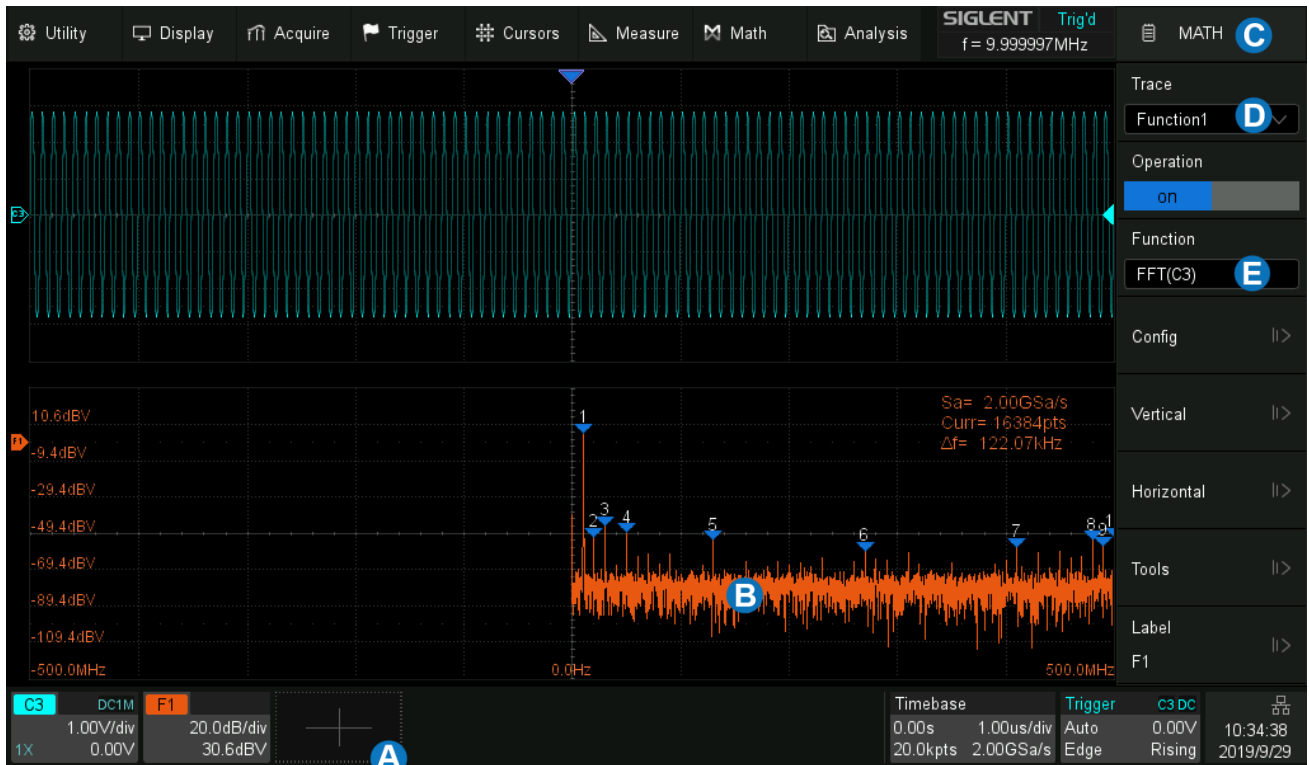 Utility Display Acquire Trigger Cursors Measure Math Analysis
SIGLENT Trig'd
f = 9.999997MHz
MATH C
Trace
Function1 D
Operation
on
Function
FFT(C3) E
Config
Vertical
Horizontal
Tools
Label
F1
C3
Sa= 2.00GSa/s
Curr= 16384pts
Δf= 122.07kHz
10.6dBV
F1
-9.4dBV
-29.4dBV
-49.4dBV
-69.4dBV
-89.4dBV
-109.4dBV
1 2 3 4 5 6 7 8 9 1
B
-500.0MHz 0.0Hz 500.0MHz
C3 DC1M
1.00V/div
1X 0.00V
F1
20.0dB/div
30.6dBV
A
Timebase
0.00s 1.00us/div
20.0kpts 2.00GSa/s
Trigger C3 DC
Auto 0.00V
Edge Rising
10:34:38
2019/9/29